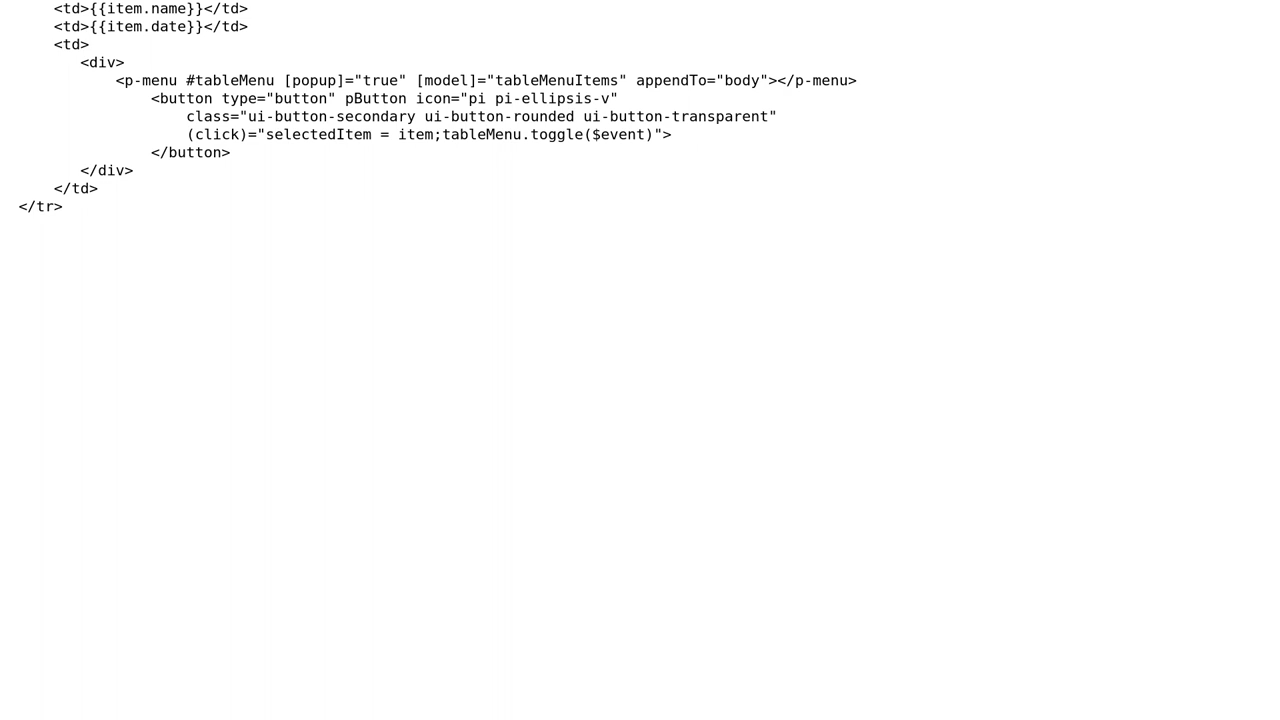 <td>{{item.name}}</td>
<td>{{item.date}}</td>
<td>
<div>
<p-menu #tableMenu [popup]="true" [model]="tableMenuItems" appendTo="body"></p-menu>
<button type="button" pButton icon="pi pi-ellipsis-v"
class="ui-button-secondary ui-button-rounded ui-button-transparent"
(click)="selectedItem = item;tableMenu.toggle($event)">
</button>
</div>
</td>
</tr>